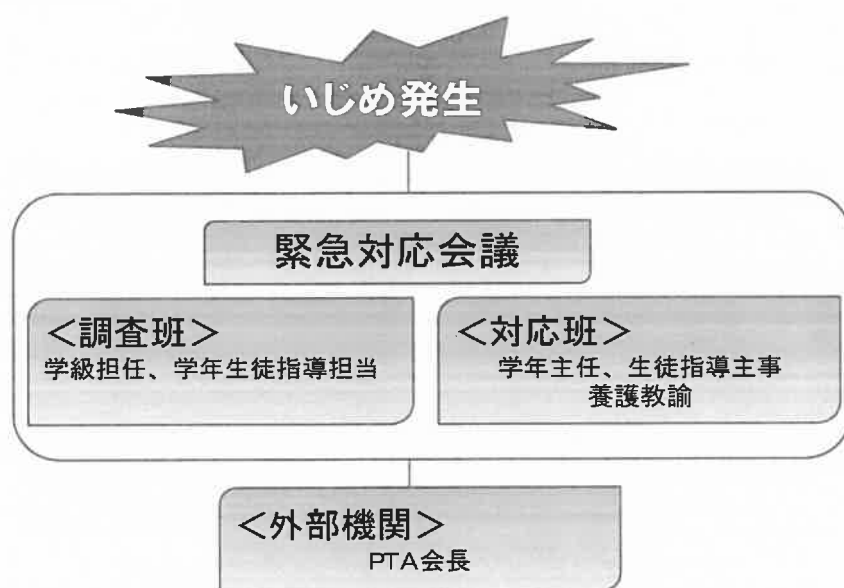 いじめ発生
緊急対応会議
＜調査班＞
学級担任、学年生徒指導担当
＜対応班＞
学年主任、生徒指導主事
養護教諭
＜外部機関＞
PTA会長